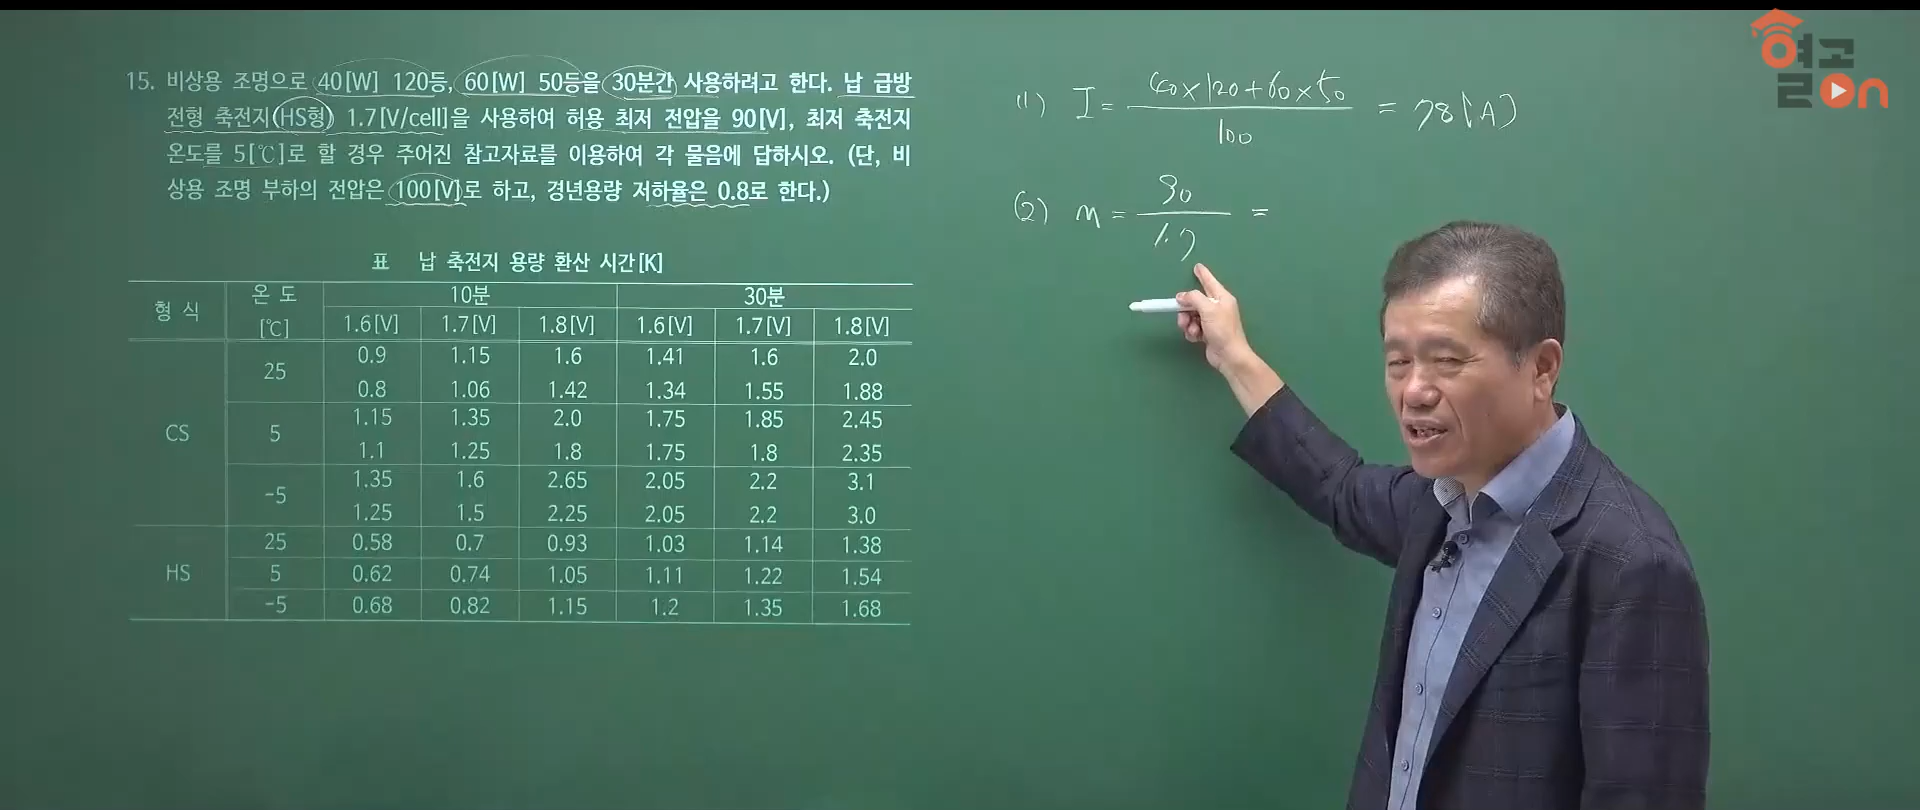 열공
ON
15. 비상용 조명으로 40[W] 120등, 60[W] 50등을 30분간 사용하려고 한다. 납 급방
전형 축전지(HS형) 1.7[V/cell]을 사용하여 허용 최저 전압을 90[V], 최저 축전지
온도를 5[℃]로 할 경우 주어진 참고자료를 이용하여 각 물음에 답하시오. (단, 비
상용 조명 부하의 전압은 100[V]로 하고, 경년용량 저하율은 0.8로 한다.)
표 납 축전지 용량 환산 시간[K]
형 식 온 도 [℃] 10분 30분
1.6[V] 1.7[V] 1.8[V] 1.6[V] 1.7[V] 1.8[V]
CS 25 0.9 1.15 1.6 1.41 1.6 2.0
0.8 1.06 1.42 1.34 1.55 1.88
5 1.15 1.35 2.0 1.75 1.85 2.45
1.1 1.25 1.8 1.75 1.8 2.35
-5 1.35 1.6 2.65 2.05 2.2 3.1
1.25 1.5 2.25 2.05 2.2 3.0
HS 25 0.58 0.7 0.93 1.03 1.14 1.38
5 0.62 0.74 1.05 1.11 1.22 1.54
-5 0.68 0.82 1.15 1.2 1.35 1.68
(1) I = 40×120+60×50 / 100 = 78[A]
(2) n = 90 / 1.7 =